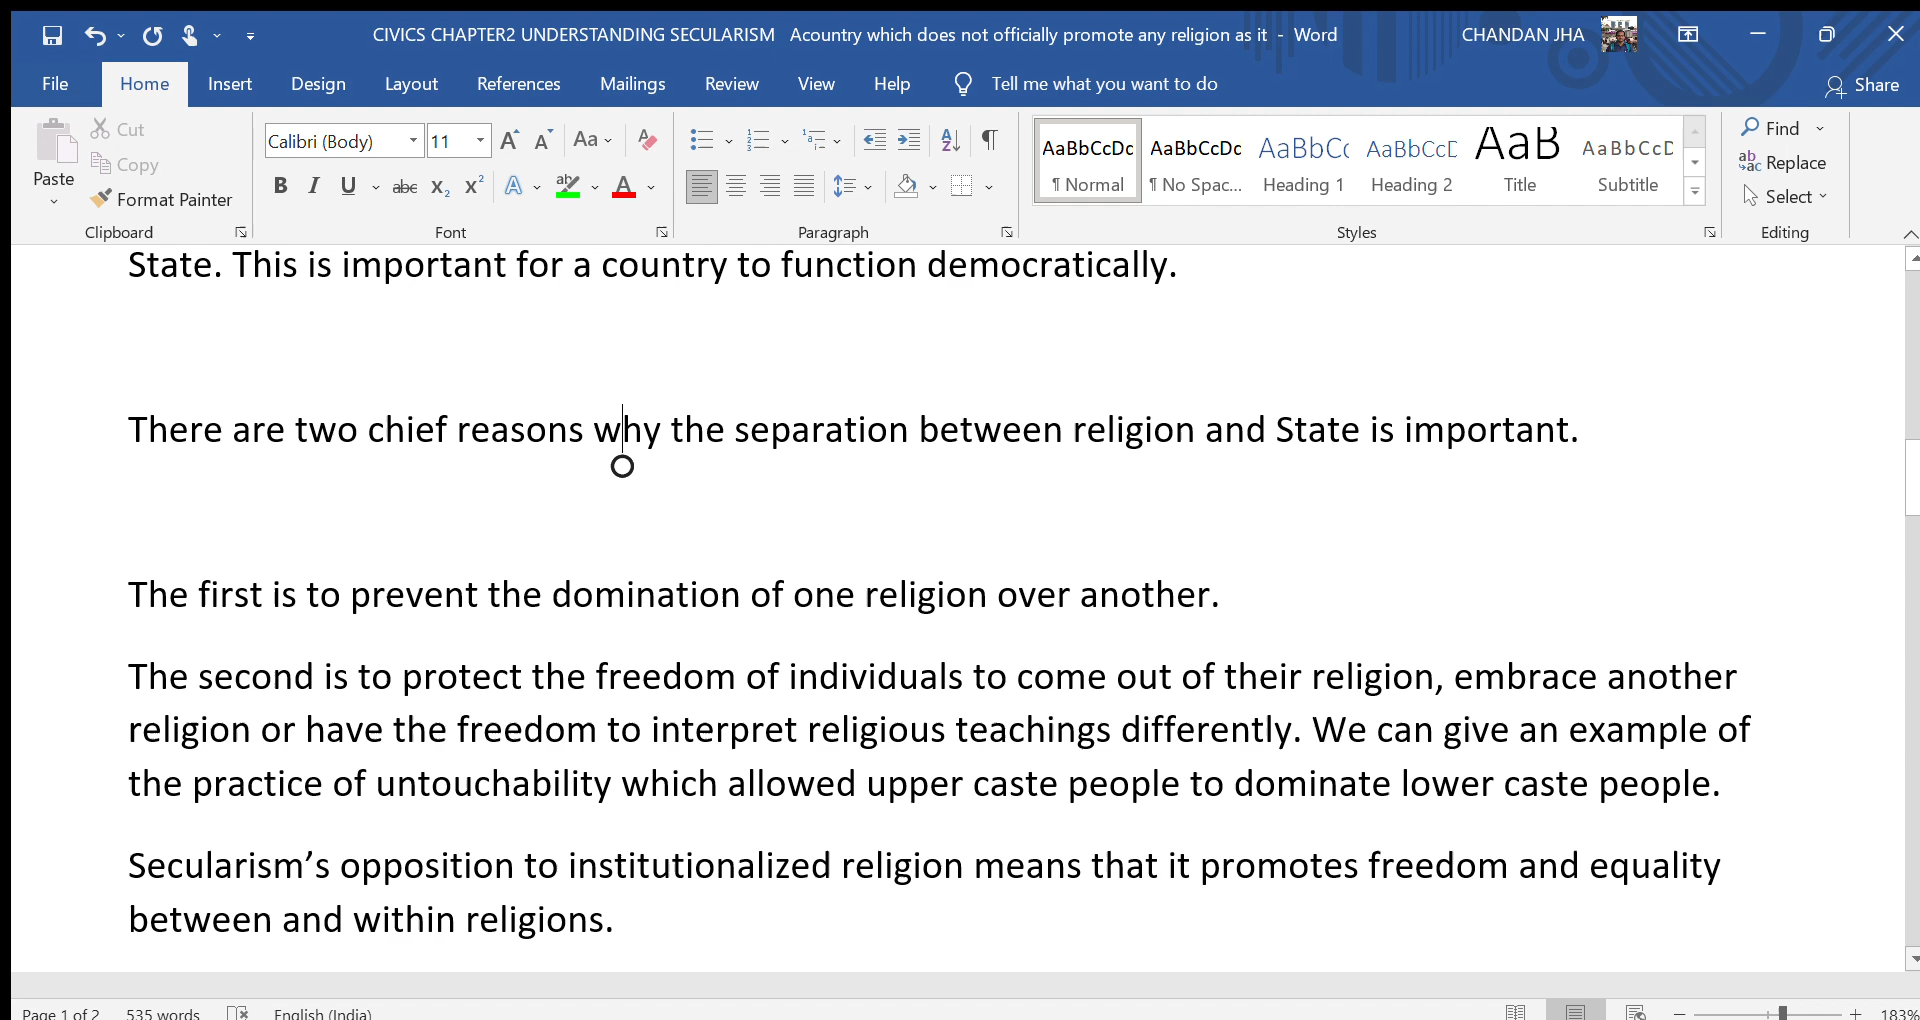 CIVICS CHAPTER2 UNDERSTANDING SECULARISM Acountry which does not officially promote any religion as it - Word CHANDAN JHA
File Home Insert Design Layout References Mailings Review View Help Tell me what you want to do Share
Paste Cut Copy Format Painter Clipboard
Calibri (Body) 11 Aa B I U abc X₂ X² A ab A Font
Paragraph
AaBbCcDc AaBbCcDc AaBbCc AaBbCcE AaB AaBbCcD
¶ Normal ¶ No Spac... Heading 1 Heading 2 Title Subtitle
Styles
Find Replace Select Editing
State. This is important for a country to function democratically.
There are two chief reasons why the separation between religion and State is important.
The first is to prevent the domination of one religion over another.
The second is to protect the freedom of individuals to come out of their religion, embrace another
religion or have the freedom to interpret religious teachings differently. We can give an example of
the practice of untouchability which allowed upper caste people to dominate lower caste people.
Secularism’s opposition to institutionalized religion means that it promotes freedom and equality
between and within religions.
Page 1 of 2 535 words English (India) 183%